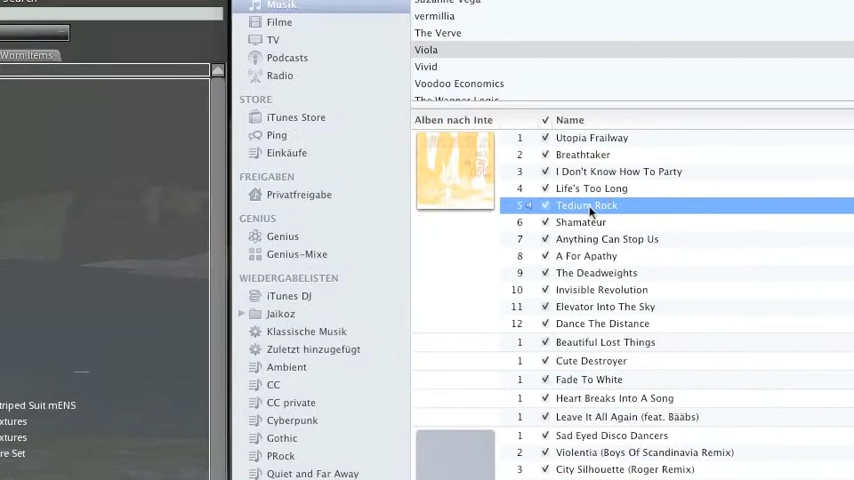 Search
Worn Items
triped Suit mENS
xtures
xtures
re Set
Musik
Filme
TV
Podcasts
Radio
STORE
iTunes Store
Ping
Einkäufe
FREIGABEN
Privatfreigabe
GENIUS
Genius
Genius-Mixe
WIEDERGABELISTEN
iTunes DJ
Jaikoz
Klassische Musik
Zuletzt hinzugefügt
Ambient
CC
CC private
Cyberpunk
Gothic
PRock
Quiet and Far Away
Suzanne Vega
vermillia
The Verve
Viola
Vivid
Voodoo Economics
The Wagner Logic
Alben nach Inte ✓ Name
1 ✓ Utopia Frailway
2 ✓ Breathtaker
3 ✓ I Don't Know How To Party
4 ✓ Life's Too Long
5 ✓ Tedium Rock
6 ✓ Shamateur
7 ✓ Anything Can Stop Us
8 ✓ A For Apathy
9 ✓ The Deadweights
10 ✓ Invisible Revolution
11 ✓ Elevator Into The Sky
12 ✓ Dance The Distance
1 ✓ Beautiful Lost Things
1 ✓ Cute Destroyer
1 ✓ Fade To White
1 ✓ Heart Breaks Into A Song
1 ✓ Leave It All Again (feat. Bääbs)
1 ✓ Sad Eyed Disco Dancers
2 ✓ Violentia (Boys Of Scandinavia Remix)
3 ✓ City Silhouette (Roger Remix)